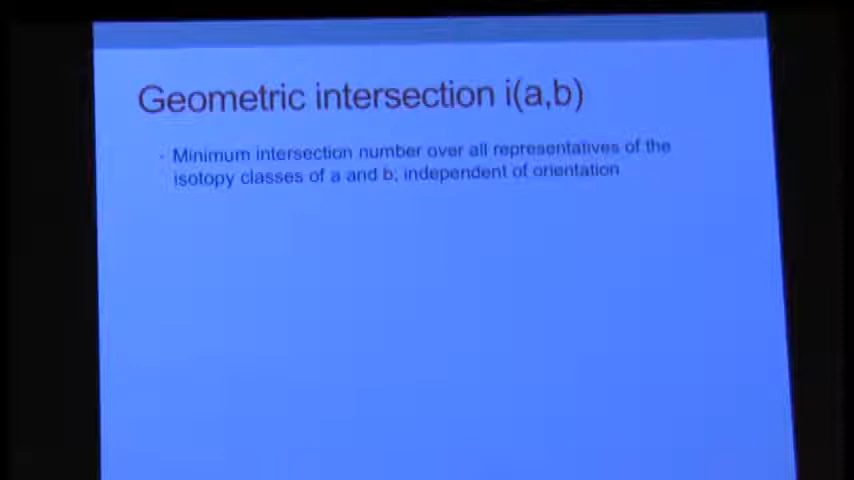 Geometric intersection i(a,b)
· Minimum intersection number over all representatives of the
isotopy classes of a and b; independent of orientation